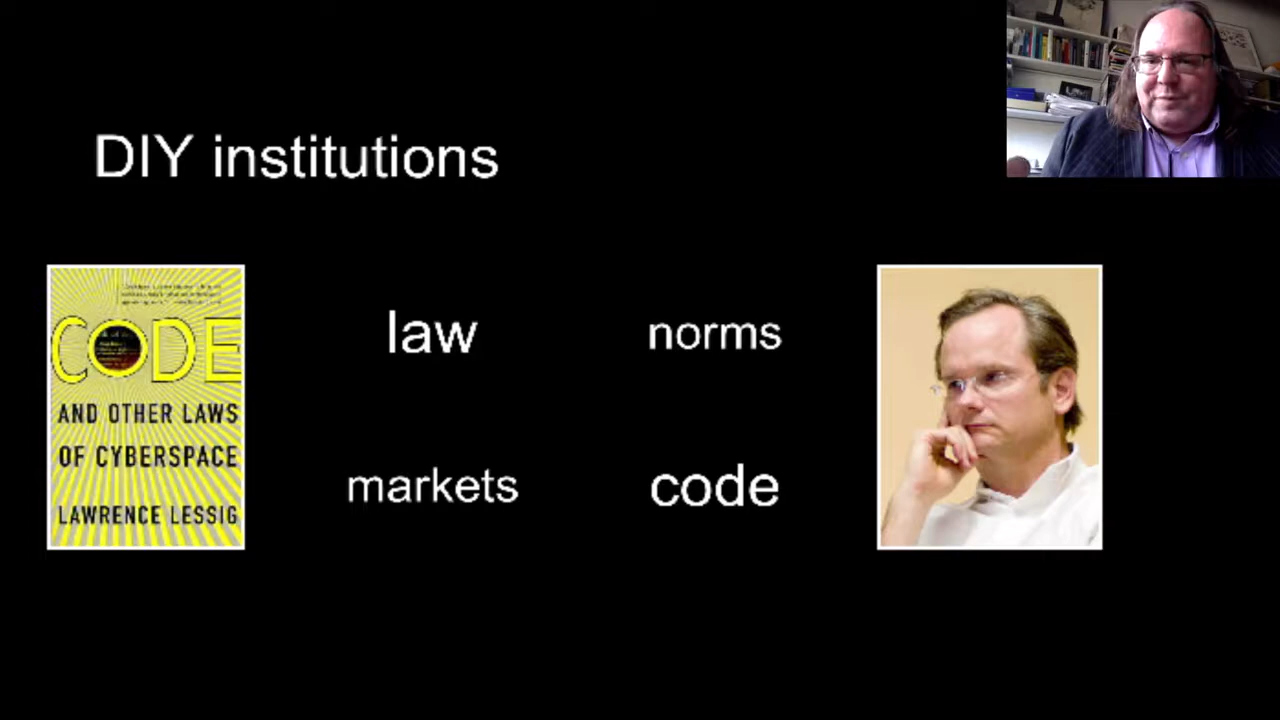 DIY institutions
law
norms
markets
code
CODE
AND OTHER LAWS
OF CYBERSPACE
LAWRENCE LESSIG